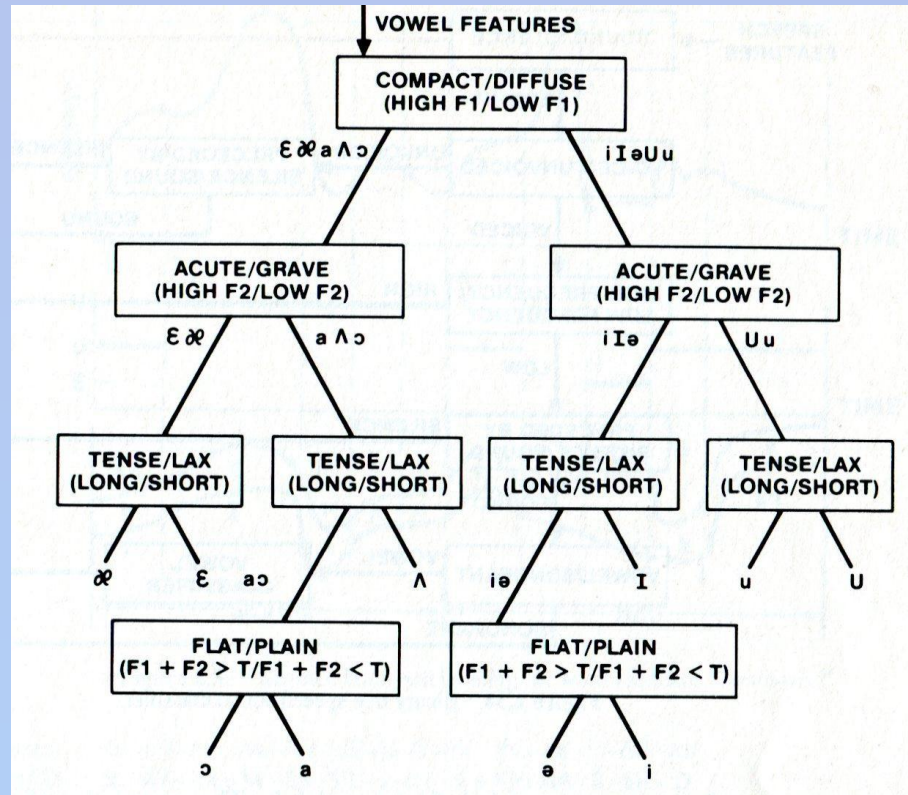 VOWEL FEATURES
COMPACT/DIFFUSE
(HIGH F1/LOW F1)
Ɛ æ a Λ ɔ
i I ə U u
ACUTE/GRAVE
(HIGH F2/LOW F2)
ACUTE/GRAVE
(HIGH F2/LOW F2)
Ɛ æ
a Λ ɔ
i I ə
U u
TENSE/LAX
(LONG/SHORT)
TENSE/LAX
(LONG/SHORT)
TENSE/LAX
(LONG/SHORT)
TENSE/LAX
(LONG/SHORT)
æ
Ɛ
a ɔ
Λ
i ə
I
u
U
FLAT/PLAIN
(F1 + F2 > T/F1 + F2 < T)
FLAT/PLAIN
(F1 + F2 > T/F1 + F2 < T)
ɔ
a
ə
i